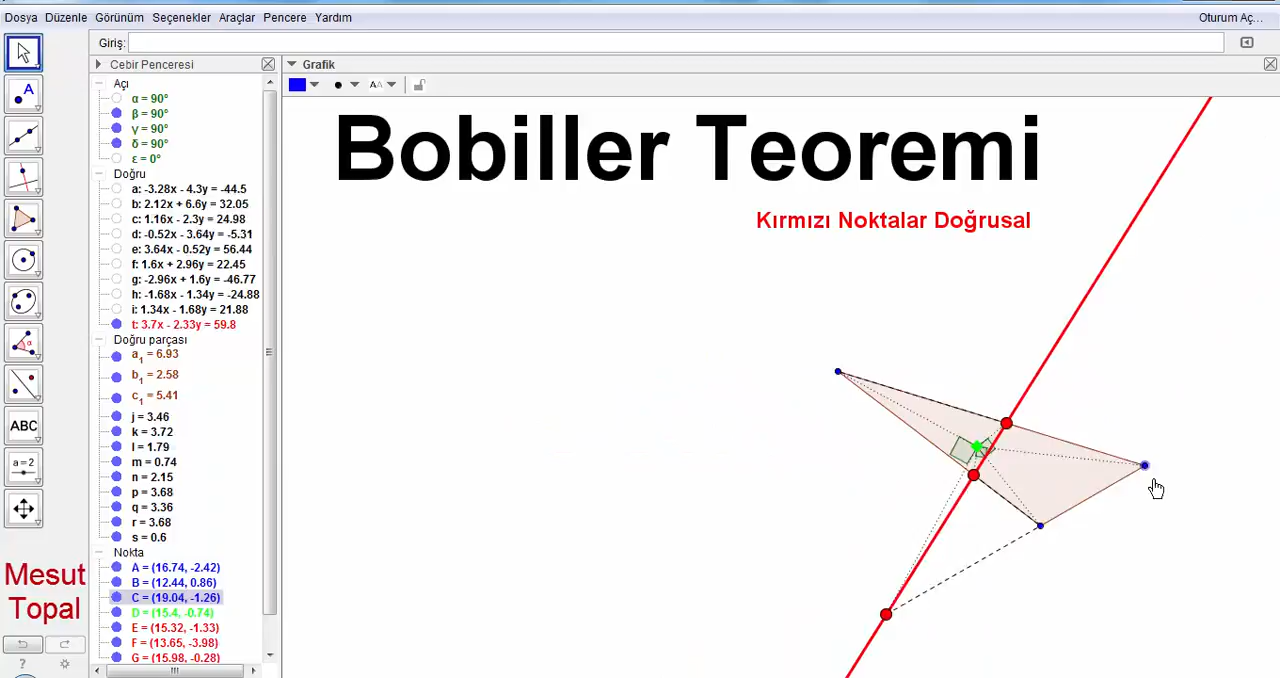 Dosya Düzenle Görünüm Seçenekler Araçlar Pencere Yardım Oturum Aç...
Giriş:
Cebir Penceresi
Grafik
Açı
α = 90°
β = 90°
γ = 90°
δ = 90°
ε = 0°
Doğru
a: -3.28x - 4.3y = -44.5
b: 2.12x + 6.6y = 32.05
c: 1.16x - 2.3y = 24.98
d: -0.52x - 3.64y = -5.31
e: 3.64x - 0.52y = 56.44
f: 1.6x + 2.96y = 22.45
g: -2.96x + 1.6y = -46.77
h: -1.68x - 1.34y = -24.88
i: 1.34x - 1.68y = 21.88
t: 3.7x - 2.33y = 59.8
Doğru parçası
a1 = 6.93
b1 = 2.58
c1 = 5.41
j = 3.46
k = 3.72
l = 1.79
m = 0.74
n = 2.15
p = 3.68
q = 3.36
r = 3.68
s = 0.6
Nokta
A = (16.74, -2.42)
B = (12.44, 0.86)
C = (19.04, -1.26)
D = (15.4, -0.74)
E = (15.32, -1.33)
F = (13.65, -3.98)
G = (15.98, -0.28)
A
α
ABC
a=2
AA
Bobiller Teoremi
Kırmızı Noktalar Doğrusal
Mesut
Topal
?